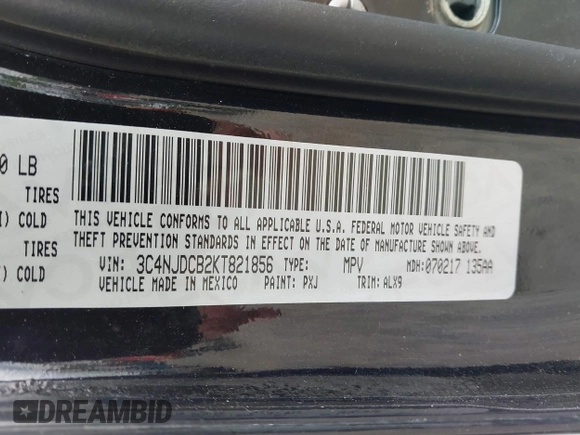 0 LB
TIRES
I) COLD
TIRES
) COLD
THIS VEHICLE CONFORMS TO ALL APPLICABLE U.S.A. FEDERAL MOTOR VEHICLE SAFETY AND
THEFT PREVENTION STANDARDS IN EFFECT ON THE DATE OF MANUFACTURE SHOWN ABOVE.
VIN: 3C4NJDCB2KT821856 TYPE: MPV MDH: 070217 135AA
VEHICLE MADE IN MEXICO PAINT: PXJ TRIM: ALX9
DREAMBID